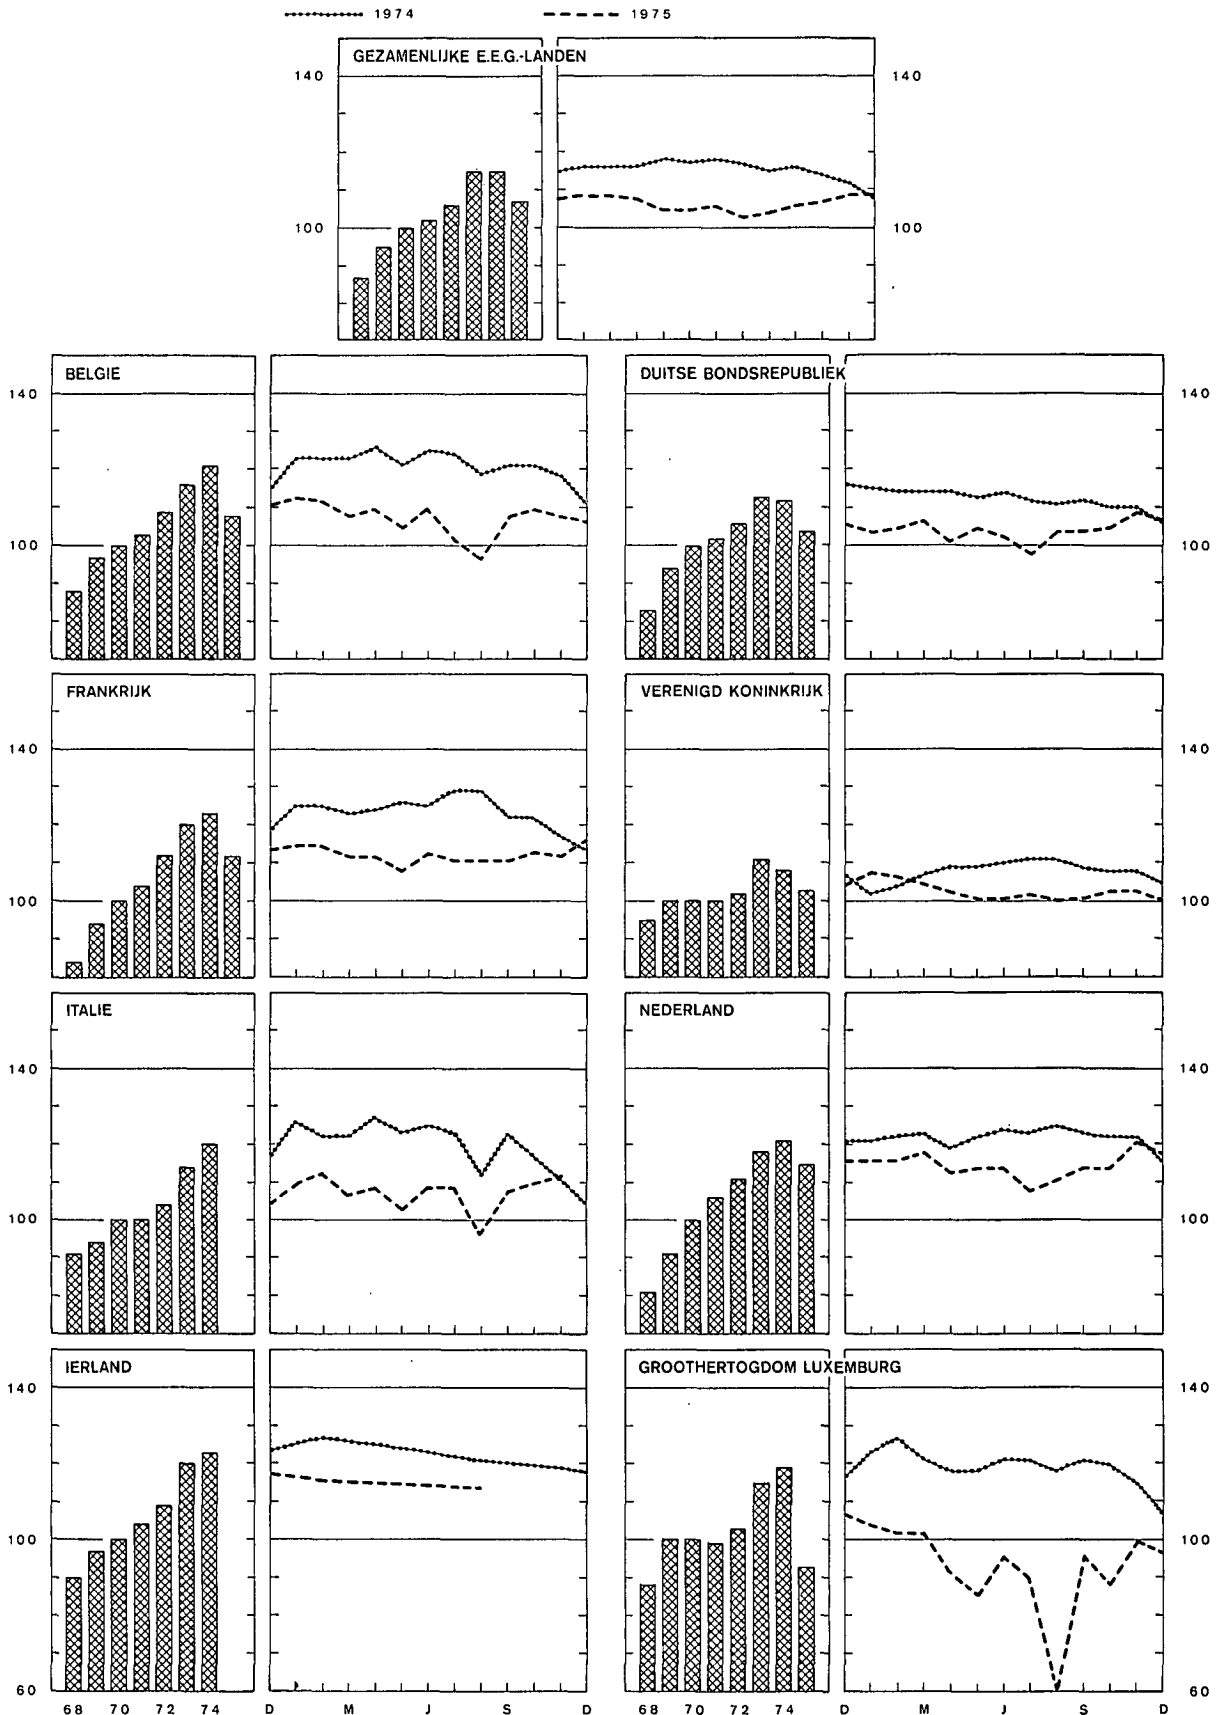 1974 1975
GEZAMENLIJKE E.E.G.-LANDEN
140 140
100 100
BELGIE DUITSE BONDSREPUBLIEK
140 140
100 100
FRANKRIJK VERENIGD KONINKRIJK
140 140
100 100
ITALIE NEDERLAND
140 140
100 100
IERLAND GROOTHERTOGDOM LUXEMBURG
140 140
100 100
60 60
68 70 72 74 D M J S D 68 70 72 74 D M J S D